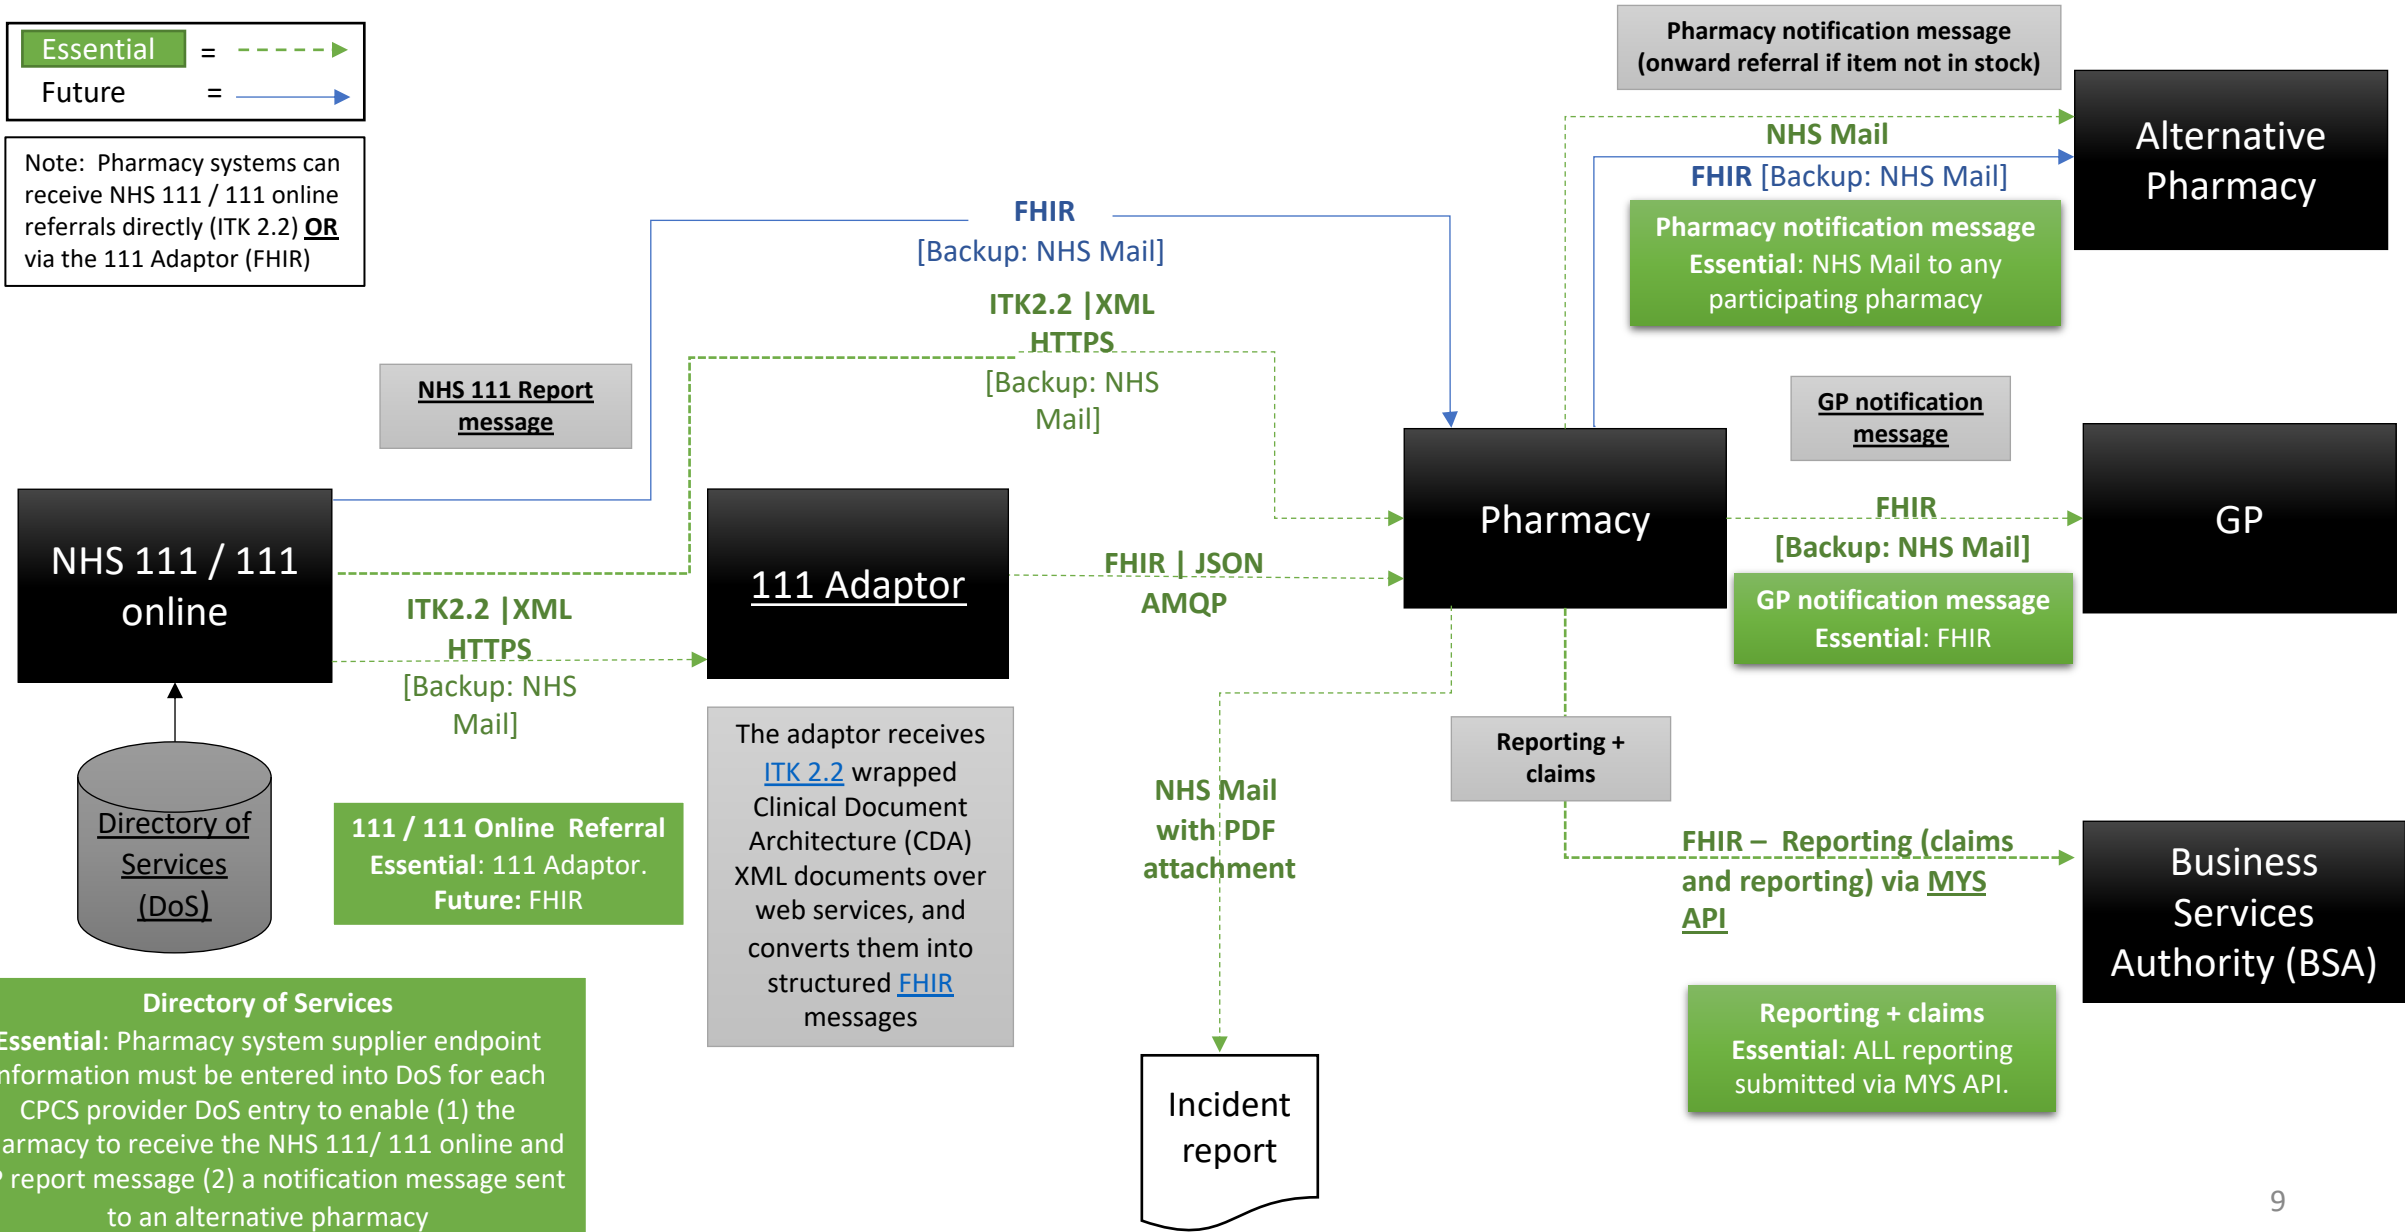 Essential =
Future =
Note: Pharmacy systems can
receive NHS 111 / 111 online
referrals directly (ITK 2.2) OR
via the 111 Adaptor (FHIR)
Pharmacy notification message
(onward referral if item not in stock)
NHS Mail
FHIR [Backup: NHS Mail]
Alternative
Pharmacy
Pharmacy notification message
Essential: NHS Mail to any
participating pharmacy
FHIR
[Backup: NHS Mail]
ITK2.2 |XML
HTTPS
[Backup: NHS
Mail]
NHS 111 Report
message
GP notification
message
NHS 111 / 111
online
ITK2.2 |XML
HTTPS
[Backup: NHS
Mail]
111 Adaptor
FHIR | JSON
AMQP
Pharmacy
FHIR
[Backup: NHS Mail]
GP
GP notification message
Essential: FHIR
Directory of
Services
(DoS)
111 / 111 Online Referral
Essential: 111 Adaptor.
Future: FHIR
The adaptor receives
ITK 2.2 wrapped
Clinical Document
Architecture (CDA)
XML documents over
web services, and
converts them into
structured FHIR
messages
NHS Mail
with PDF
attachment
Reporting +
claims
FHIR – Reporting (claims
and reporting) via MYS
API
Business
Services
Authority (BSA)
Reporting + claims
Essential: ALL reporting
submitted via MYS API.
Incident
report
Directory of Services
Essential: Pharmacy system supplier endpoint
must be entered into DoS for each
CPCS provider DoS entry to enable (1) the
to receive the NHS 111/ 111 online and
report message (2) a notification message sent
to an alternative pharmacy
9